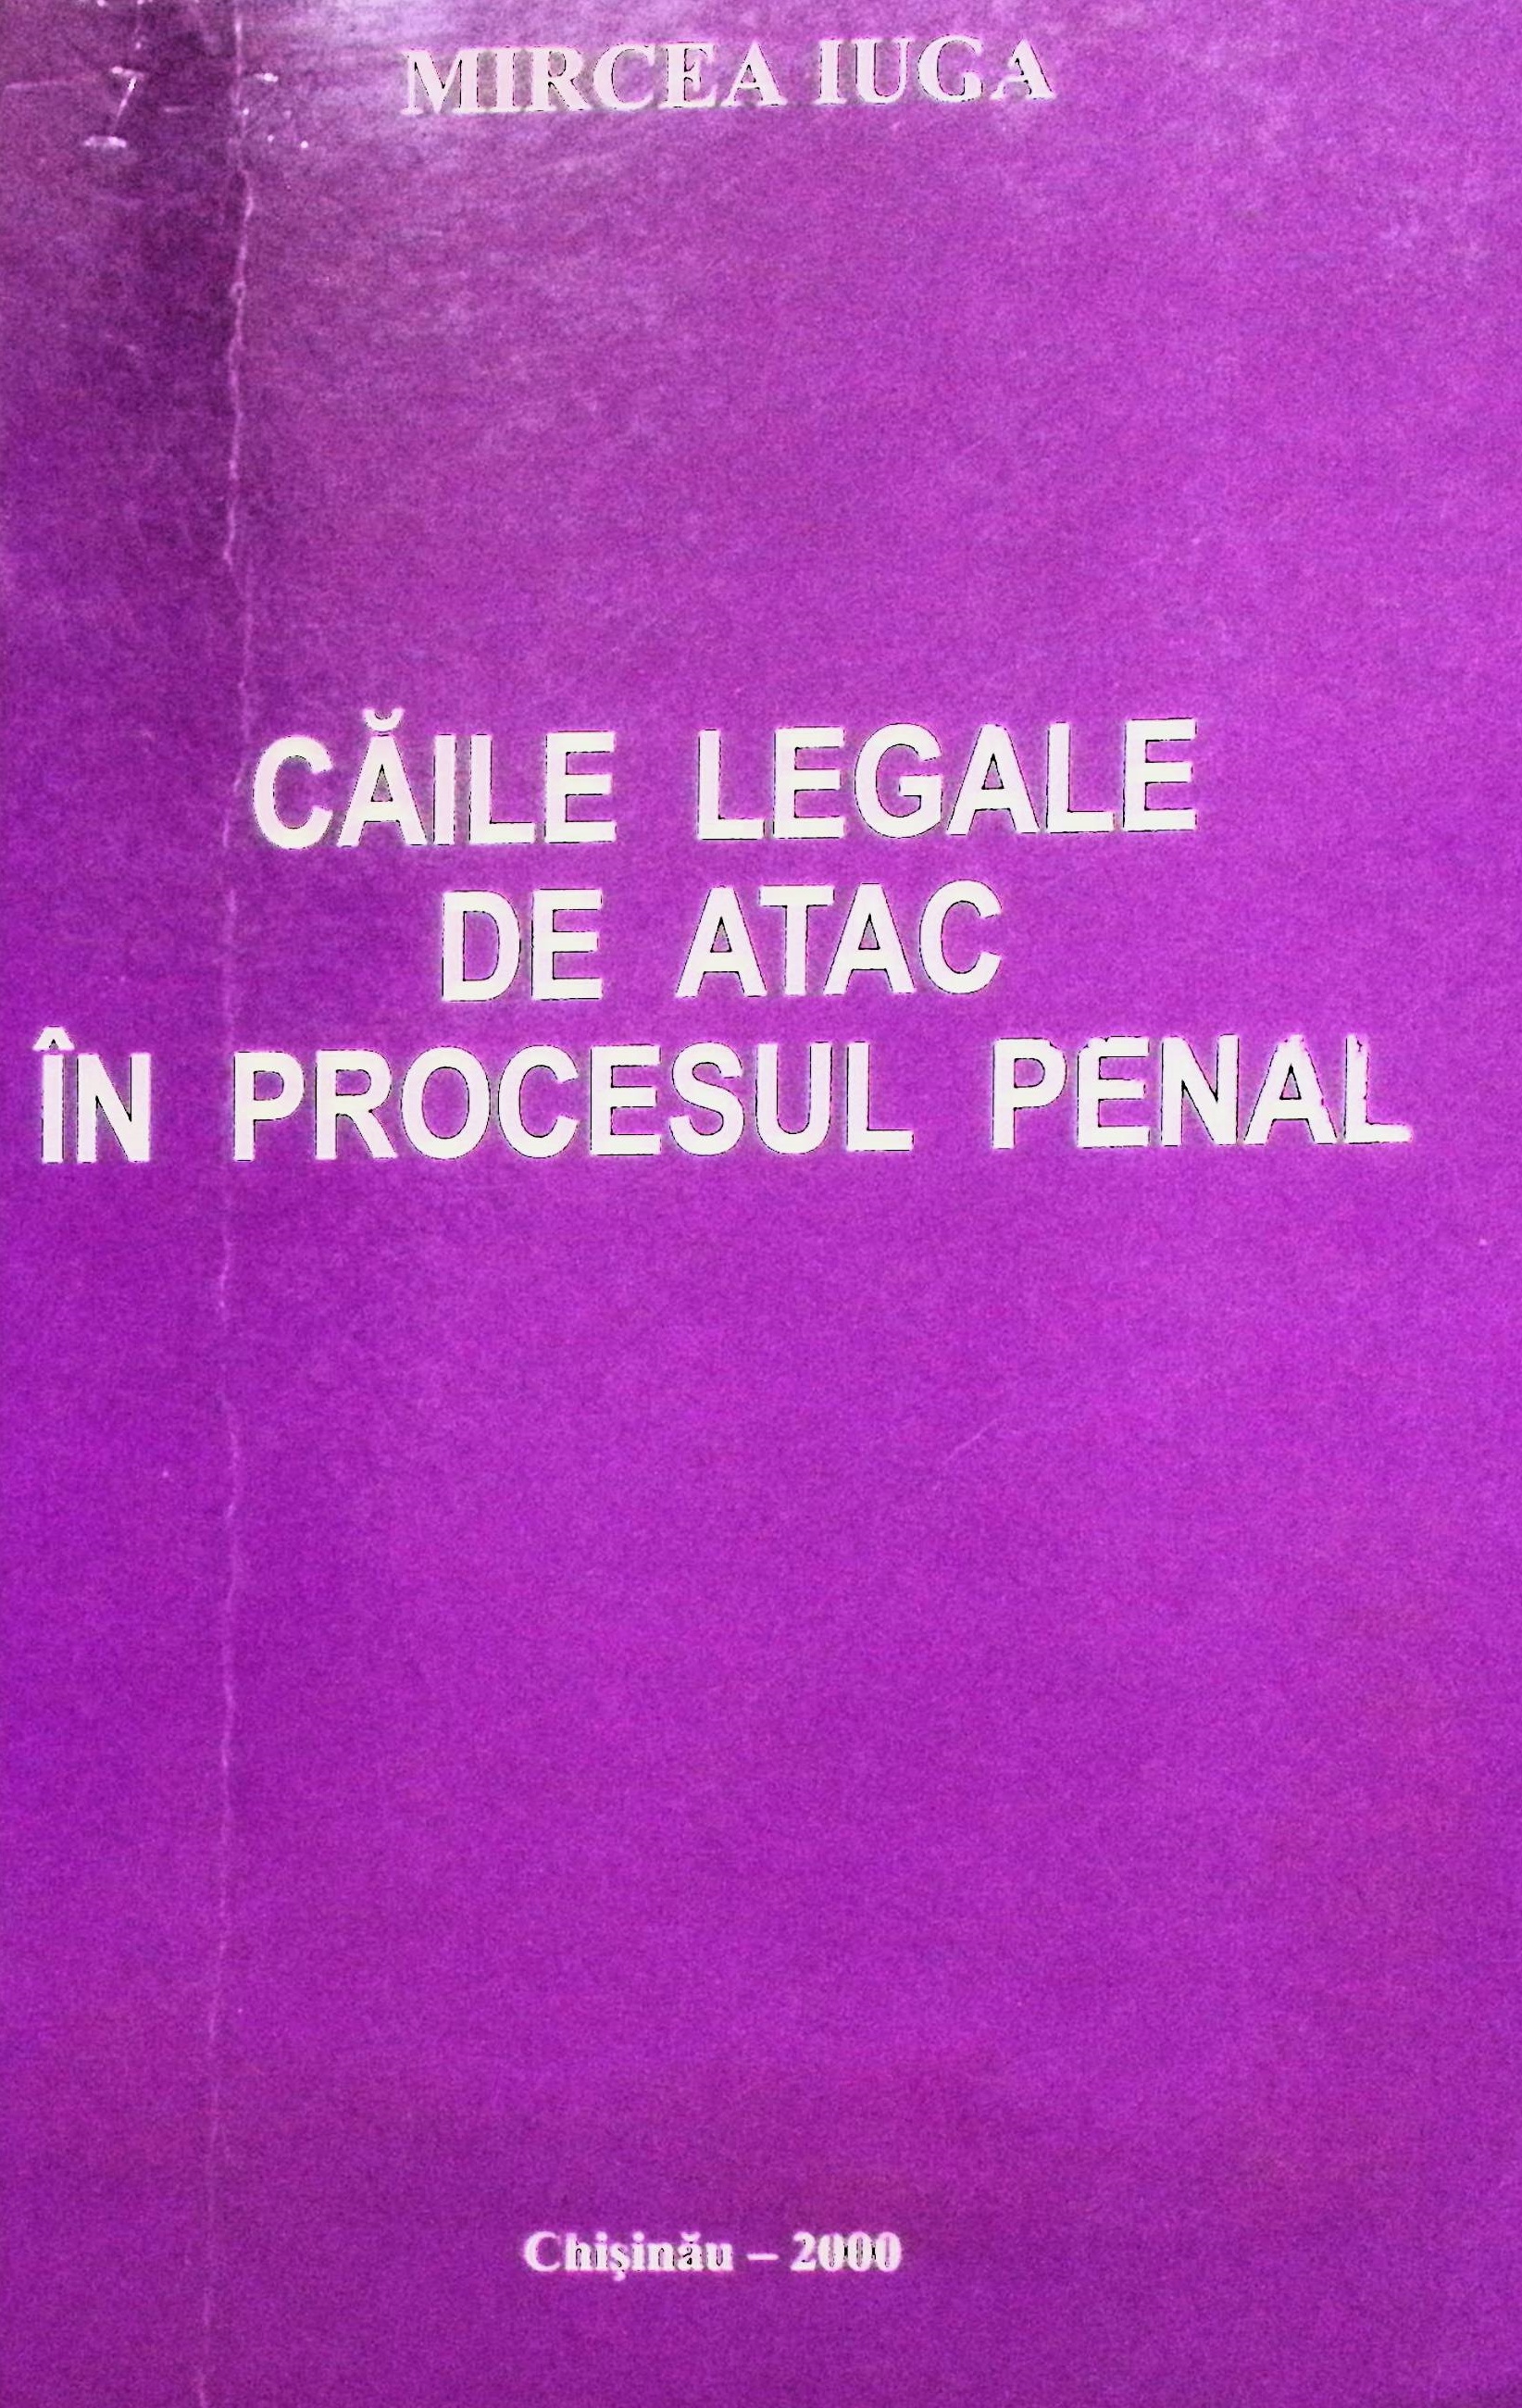 MIRCEA IUGA
CĂILE LEGALE
DE ATAC
ÎN PROCESUL PENAL
Chişinău – 2000